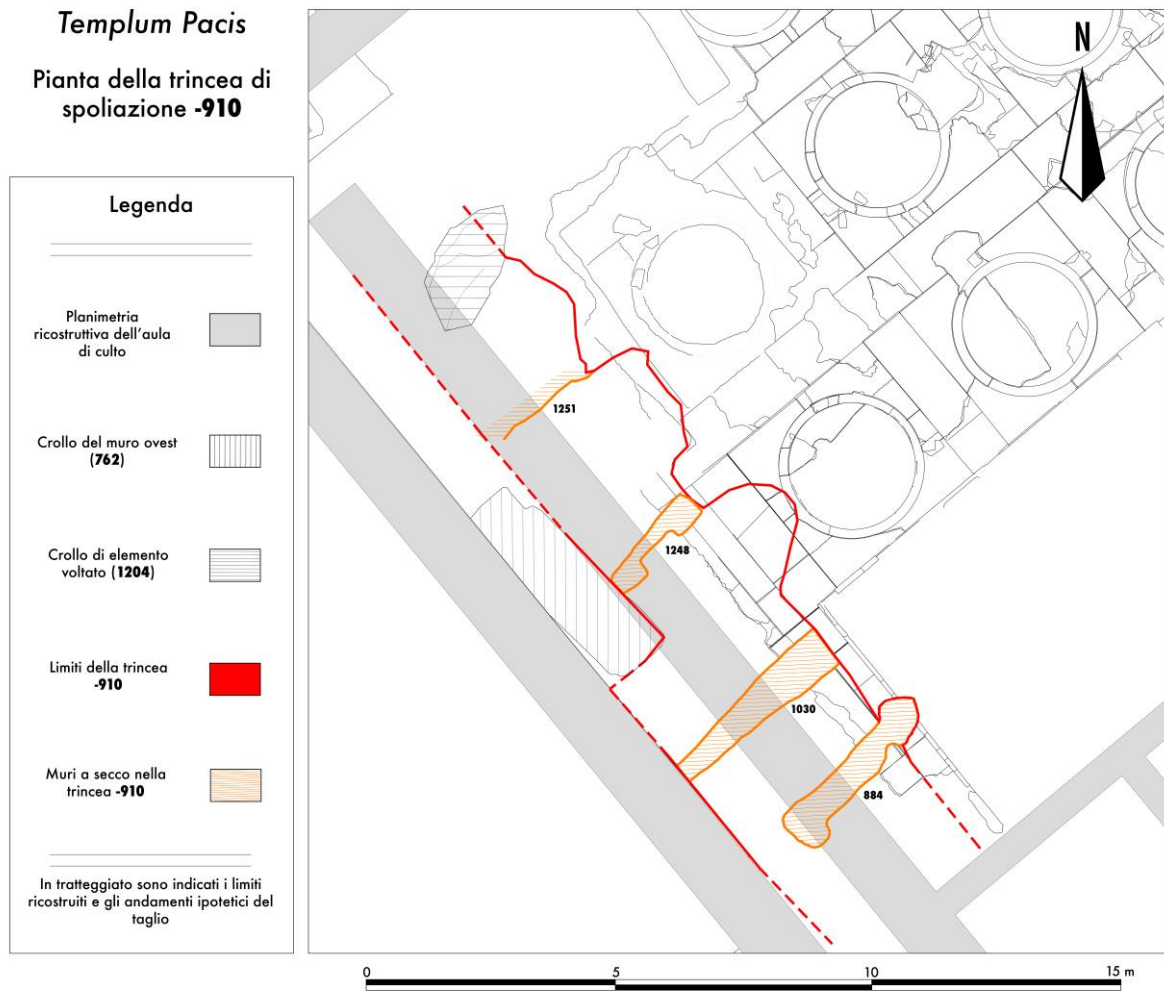 Templum Pacis
Pianta della trincea di
spoliazione -910
Legenda
Planimetria
ricostruttiva dell'aula
di culto
Crollo del muro ovest
(762)
Crollo di elemento
voltato (1204)
Limiti della trincea
-910
Muri a secco nella
trincea -910
In tratteggiato sono indicati i limiti
ricostruiti e gli andamenti ipotetici del
taglio
N
1251
1248
1030
884
0 5 10 15 m